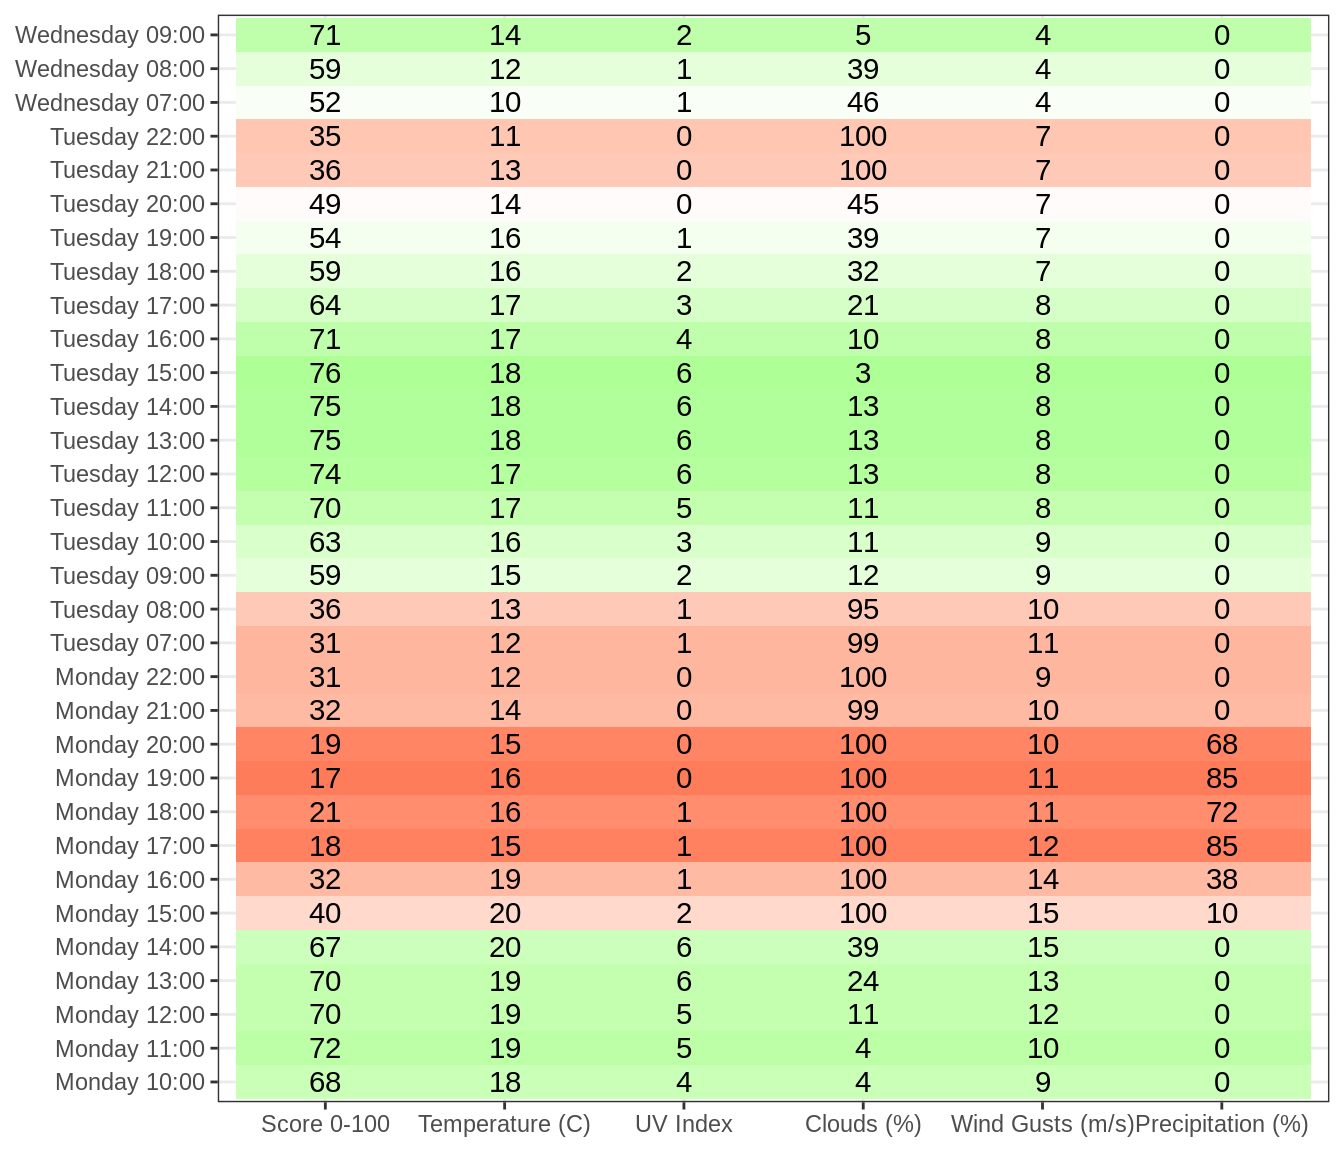 Wednesday 09:00 71 14 2 5 4 0
Wednesday 08:00 59 12 1 39 4 0
Wednesday 07:00 52 10 1 46 4 0
Tuesday 22:00 35 11 0 100 7 0
Tuesday 21:00 36 13 0 100 7 0
Tuesday 20:00 49 14 0 45 7 0
Tuesday 19:00 54 16 1 39 7 0
Tuesday 18:00 59 16 2 32 7 0
Tuesday 17:00 64 17 3 21 8 0
Tuesday 16:00 71 17 4 10 8 0
Tuesday 15:00 76 18 6 3 8 0
Tuesday 14:00 75 18 6 13 8 0
Tuesday 13:00 75 18 6 13 8 0
Tuesday 12:00 74 17 6 13 8 0
Tuesday 11:00 70 17 5 11 8 0
Tuesday 10:00 63 16 3 11 9 0
Tuesday 09:00 59 15 2 12 9 0
Tuesday 08:00 36 13 1 95 10 0
Tuesday 07:00 31 12 1 99 11 0
Monday 22:00 31 12 0 100 9 0
Monday 21:00 32 14 0 99 10 0
Monday 20:00 19 15 0 100 10 68
Monday 19:00 17 16 0 100 11 85
Monday 18:00 21 16 1 100 11 72
Monday 17:00 18 15 1 100 12 85
Monday 16:00 32 19 1 100 14 38
Monday 15:00 40 20 2 100 15 10
Monday 14:00 67 20 6 39 15 0
Monday 13:00 70 19 6 24 13 0
Monday 12:00 70 19 5 11 12 0
Monday 11:00 72 19 5 4 10 0
Monday 10:00 68 18 4 4 9 0
Score 0-100 Temperature (C) UV Index Clouds (%) Wind Gusts (m/s) Precipitation (%)